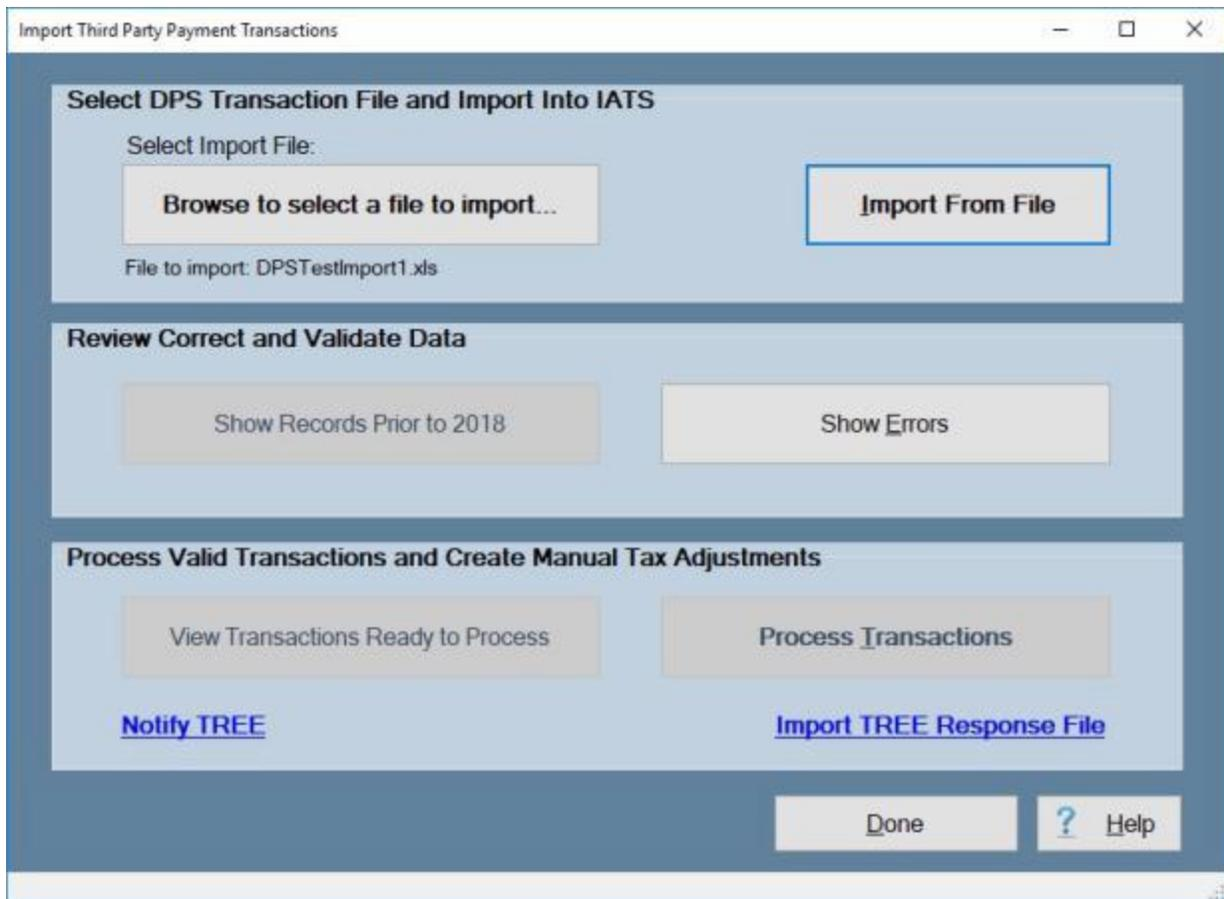 Import Third Party Payment Transactions
Select DPS Transaction File and Import Into IATS
Select Import File:
Browse to select a file to import...
Import From File
File to import: DPSTestImport1.xls
Review Correct and Validate Data
Show Records Prior to 2018
Show Errors
Process Valid Transactions and Create Manual Tax Adjustments
View Transactions Ready to Process
Process Transactions
Notify TREE
Import TREE Response File
Done
? Help